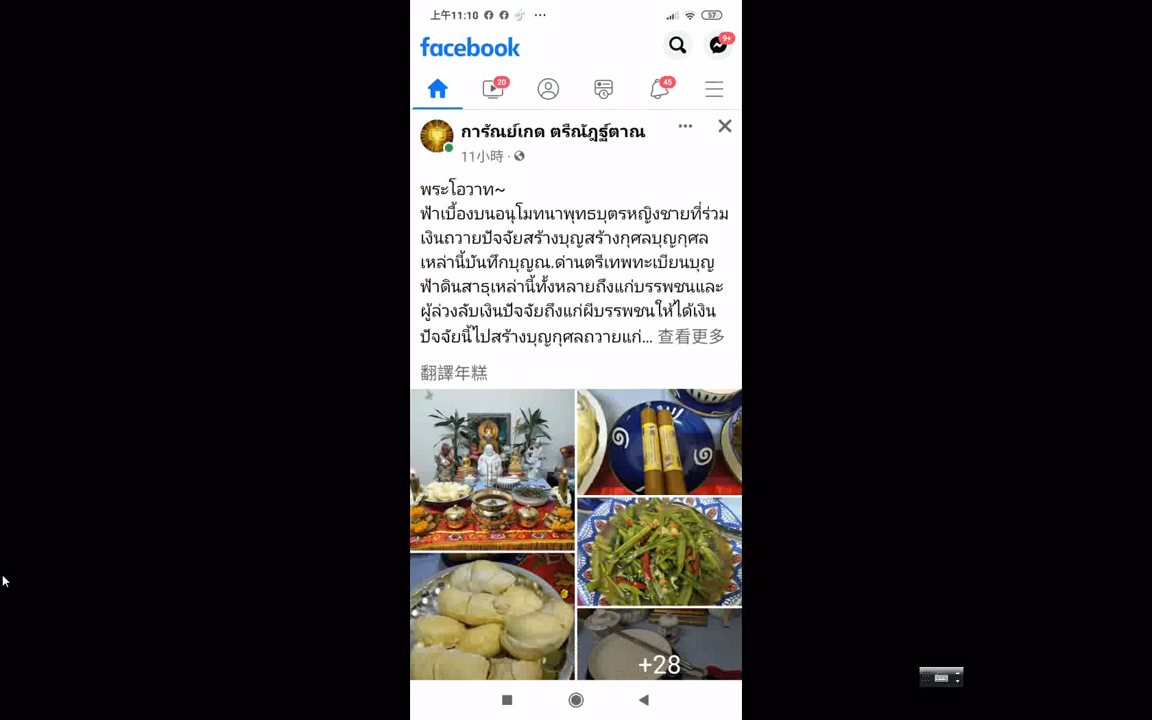 上午11:10
57
facebook
9+
20
45
การัณย์เกด ตรีณัฏฐ์ตาณ
11小時
พระโอวาท~
ฟ้าเบื้องบนอนุโมทนาพุทธบุตรหญิงชายที่ร่วม
เงินถวายปัจจัยสร้างบุญสร้างกุศลบุญกุศล
เหล่านี้บันทึกบุญณ.ด่านตรีเทพทะเบียนบุญ
ฟ้าดินสาธุเหล่านี้ทั้งหลายถึงแก่บรรพชนและ
ผู้ล่วงลับเงินปัจจัยถึงแก่ผีบรรพชนให้ได้เงิน
ปัจจัยนี้ไปสร้างบุญกุศลถวายแก่... 查看更多
翻譯年糕
+28